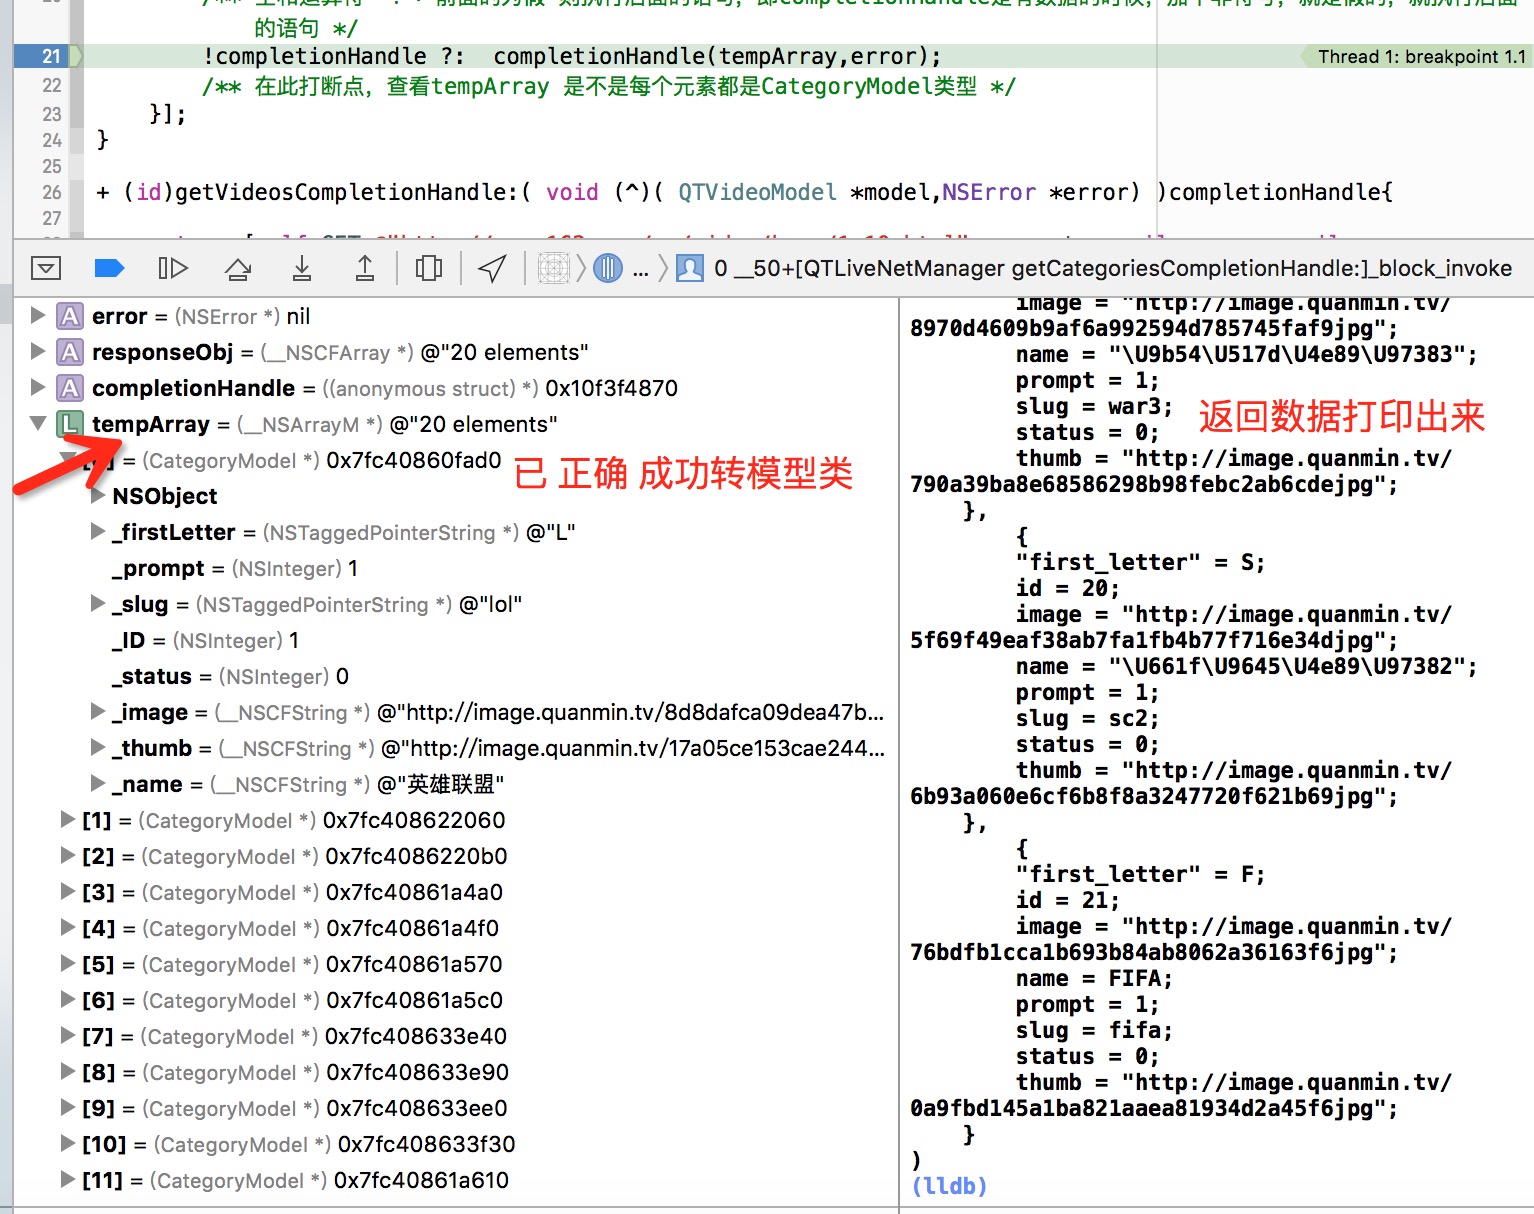 的语句 */
21 !completionHandle ?:  completionHandle(tempArray,error); Thread 1: breakpoint 1.1
22 /** 在此打断点，查看tempArray 是不是每个元素都是CategoryModel类型 */
23 }];
24 }
25
26 + (id)getVideosCompletionHandle:( void (^)( QTVideoModel *model,NSError *error) )completionHandle{
27
... 0 __50+[QTLiveNetManager getCategoriesCompletionHandle:]_block_invoke
A error = (NSError *) nil
A responseObj = (__NSCFArray *) @"20 elements"
A completionHandle = ((anonymous struct) *) 0x10f3f4870
L tempArray = (__NSArrayM *) @"20 elements"
= (CategoryModel *) 0x7fc40860fad0
已 正确 成功转模型类
NSObject
_firstLetter = (NSTaggedPointerString *) @"L"
_prompt = (NSInteger) 1
_slug = (NSTaggedPointerString *) @"lol"
_ID = (NSInteger) 1
_status = (NSInteger) 0
_image = (__NSCFString *) @"http://image.quanmin.tv/8d8dafca09dea47b...
_thumb = (__NSCFString *) @"http://image.quanmin.tv/17a05ce153cae244...
_name = (__NSCFString *) @"英雄联盟"
[1] = (CategoryModel *) 0x7fc408622060
[2] = (CategoryModel *) 0x7fc4086220b0
[3] = (CategoryModel *) 0x7fc40861a4a0
[4] = (CategoryModel *) 0x7fc40861a4f0
[5] = (CategoryModel *) 0x7fc40861a570
[6] = (CategoryModel *) 0x7fc40861a5c0
[7] = (CategoryModel *) 0x7fc408633e40
[8] = (CategoryModel *) 0x7fc408633e90
[9] = (CategoryModel *) 0x7fc408633ee0
[10] = (CategoryModel *) 0x7fc408633f30
[11] = (CategoryModel *) 0x7fc40861a610
image = "http://image.quanmin.tv/
8970d4609b9af6a992594d785745faf9jpg";
name = "\U9b54\U517d\U4e89\U97383";
prompt = 1;
slug = war3;
返回数据打印出来
status = 0;
thumb = "http://image.quanmin.tv/
790a39ba8e68586298b98febc2ab6cdejpg";
},
{
"first_letter" = S;
id = 20;
image = "http://image.quanmin.tv/
5f69f49eaf38ab7fa1fb4b77f716e34djpg";
name = "\U661f\U9645\U4e89\U97382";
prompt = 1;
slug = sc2;
status = 0;
thumb = "http://image.quanmin.tv/
6b93a060e6cf6b8f8a3247720f621b69jpg";
},
{
"first_letter" = F;
id = 21;
image = "http://image.quanmin.tv/
76bdfb1cca1b693b84ab8062a36163f6jpg";
name = FIFA;
prompt = 1;
slug = fifa;
status = 0;
thumb = "http://image.quanmin.tv/
0a9fbd145a1ba821aaea81934d2a45f6jpg";
}
)
(lldb)